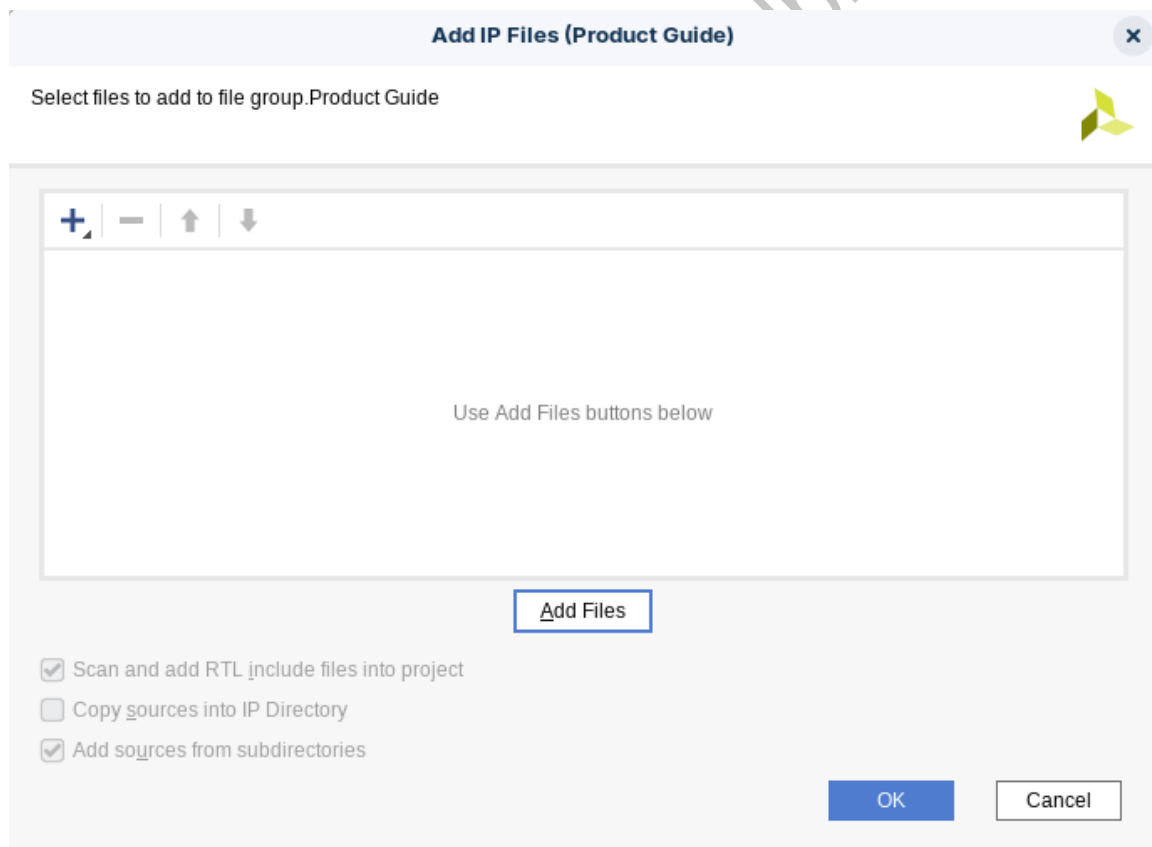 Add IP Files (Product Guide)
Select files to add to file group.Product Guide
Use Add Files buttons below
Add Files
Scan and add RTL include files into project
Copy sources into IP Directory
Add sources from subdirectories
OK Cancel